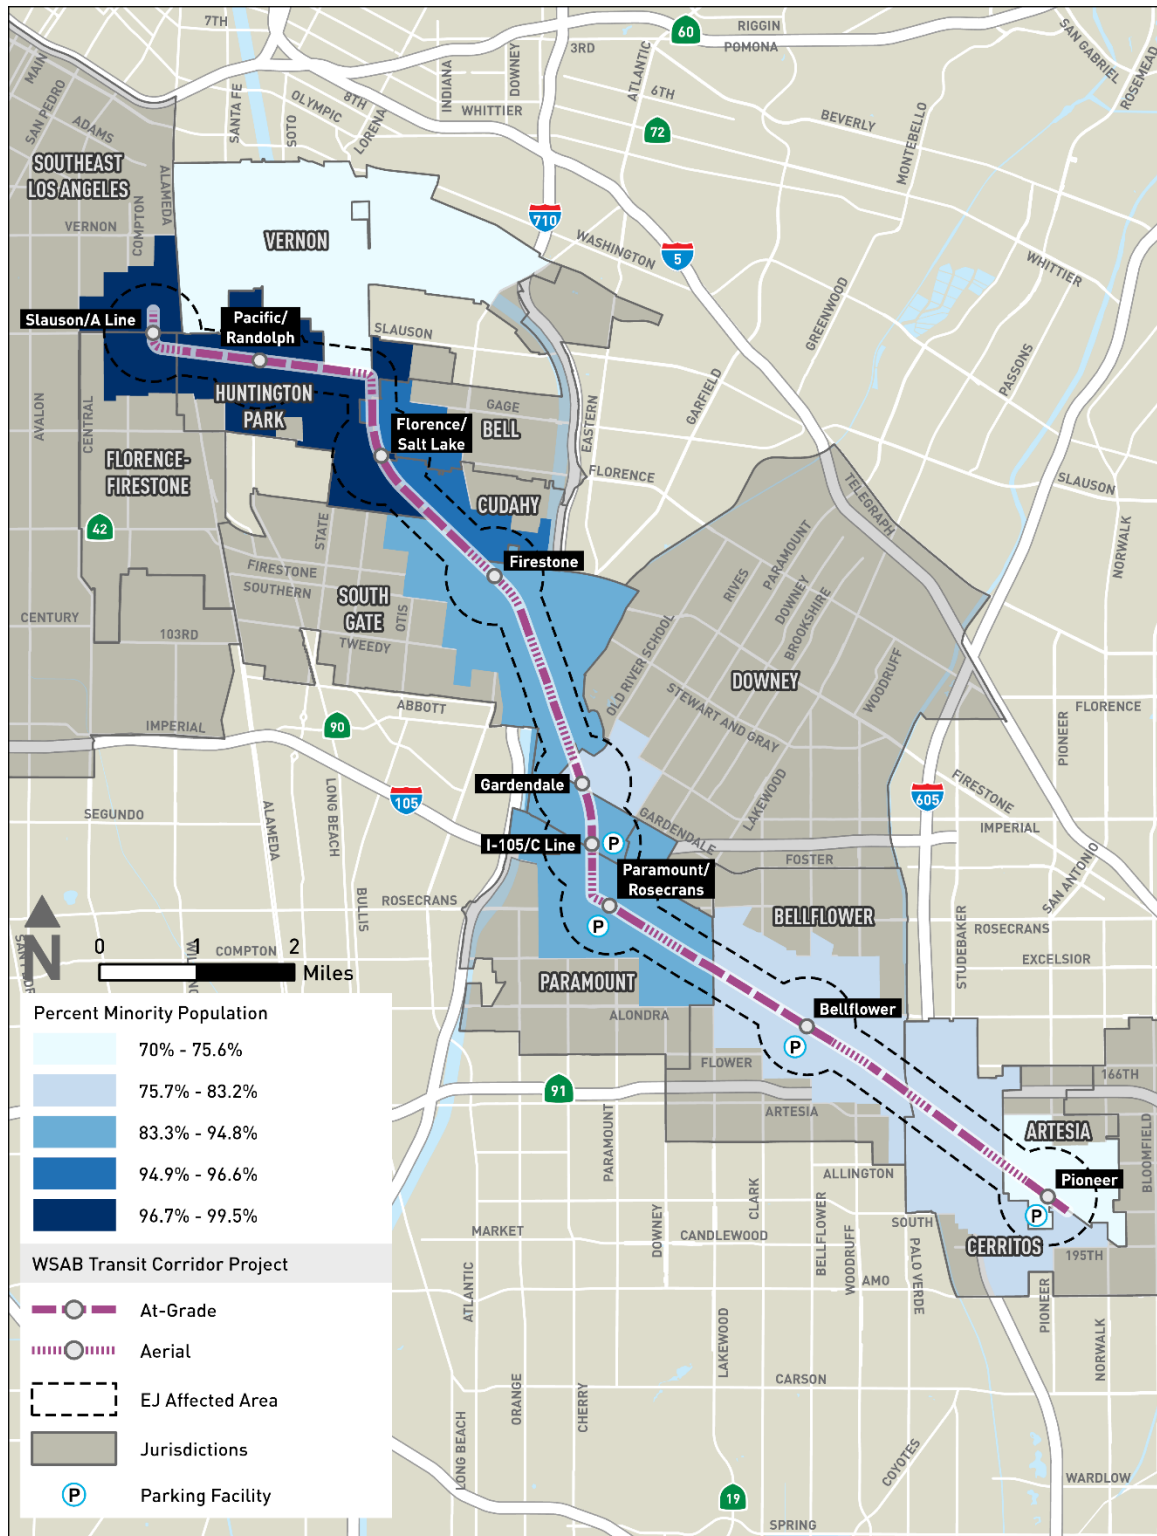 7TH
RIGGIN
60
POMONA
3RD
SAN GABRIEL
ROSEMEAD
MAIN
SAN PEDRO
ADAMS
SANTA FE
OLYMPIC
8TH
SOTO
LORENA
INDIANA
DOWNEY
WHITTIER
ATLANTIC
6TH
72
BEVERLY
MONTEBELLO
SOUTHEAST
LOS ANGELES
ALAMEDA
COMPTON
VERNON
VERNON
710
WASHINGTON
5
WHITTIER
GREENWOOD
PASSONS
Slauson/A Line
Pacific/
Randolph
SLAUSON
HUNTINGTON
PARK
GAGE
BELL
EASTERN
GARFIELD
AVALON
CENTRAL
Florence/
Salt Lake
FLORENCE-
FIRESTONE
FLORENCE
CUDAHY
TELEGRAPH
SLAUSON
NORWALK
42
STATE
FIRESTONE
SOUTHERN
Firestone
SOUTH
GATE
OTIS
TWEEDY
CENTURY
103RD
RIVES
PARAMOUNT
DOWNEY
BROOKSHIRE
OLD RIVER SCHOOL
DOWNEY
WOODRUFF
STEWART AND GRAY
IMPERIAL
ABBOTT
90
FLORENCE
PIONEER
Gardendale
105
LONG BEACH
ALAMEDA
SEGUNDO
LAKEWOOD
GARDENDALE
605
FIRESTONE
IMPERIAL
I-105/C Line
P
FOSTER
SAN ANTONIO
Paramount/
Rosecrans
P
ROSECRANS
BULLIS
BELLFLOWER
STUDEBAKER
ROSECRANS
EXCELSIOR
N
0 1 2
Miles
COMPTON
PARAMOUNT
ALONDRA
Bellflower
P
FLOWER
91
ARTESIA
PARAMOUNT
166TH
ARTESIA
BLOOMFIELD
Pioneer
P
ALLINGTON
CLARK
DOWNEY
BELLFLOWER
WOODRUFF
SOUTH
PALO VERDE
CERRITOS
195TH
MARKET
CANDLEWOOD
ATLANTIC
AMO
PIONEER
NORWALK
LAKEWOOD
CARSON
ORANGE
CHERRY
LONG BEACH
COYOTES
WARDLOW
19
SPRING
Percent Minority Population
70% - 75.6%
75.7% - 83.2%
83.3% - 94.8%
94.9% - 96.6%
96.7% - 99.5%
WSAB Transit Corridor Project
At-Grade
Aerial
EJ Affected Area
Jurisdictions
P Parking Facility